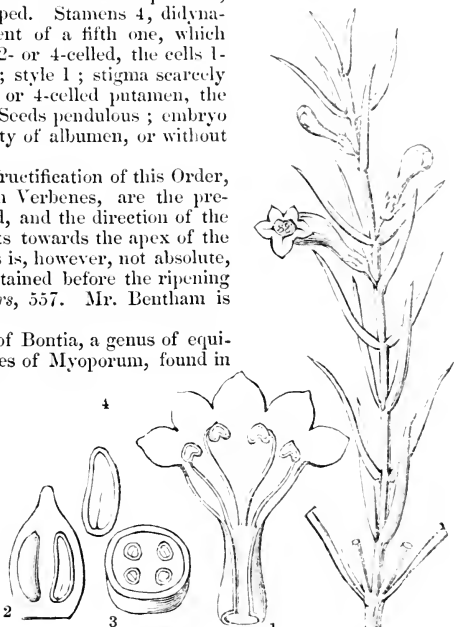 ped. Stamens 4, didyna-
ent of a fifth one, which
2- or 4-celled, the cells 1-
; style 1 ; stigma scarcely
or 4-celled putamen, the
Seeds pendulous ; embryo
ty of albumen, or without
ructification of this Order,
n Verbenes, are the pre-
d, and the direction of the
ts towards the apex of the
s is, however, not absolute,
tained before the ripening
rs, 557. Mr. Bentham is
of Bontia, a genus of equi-
es of Myoporum, found in
4
2
3
1